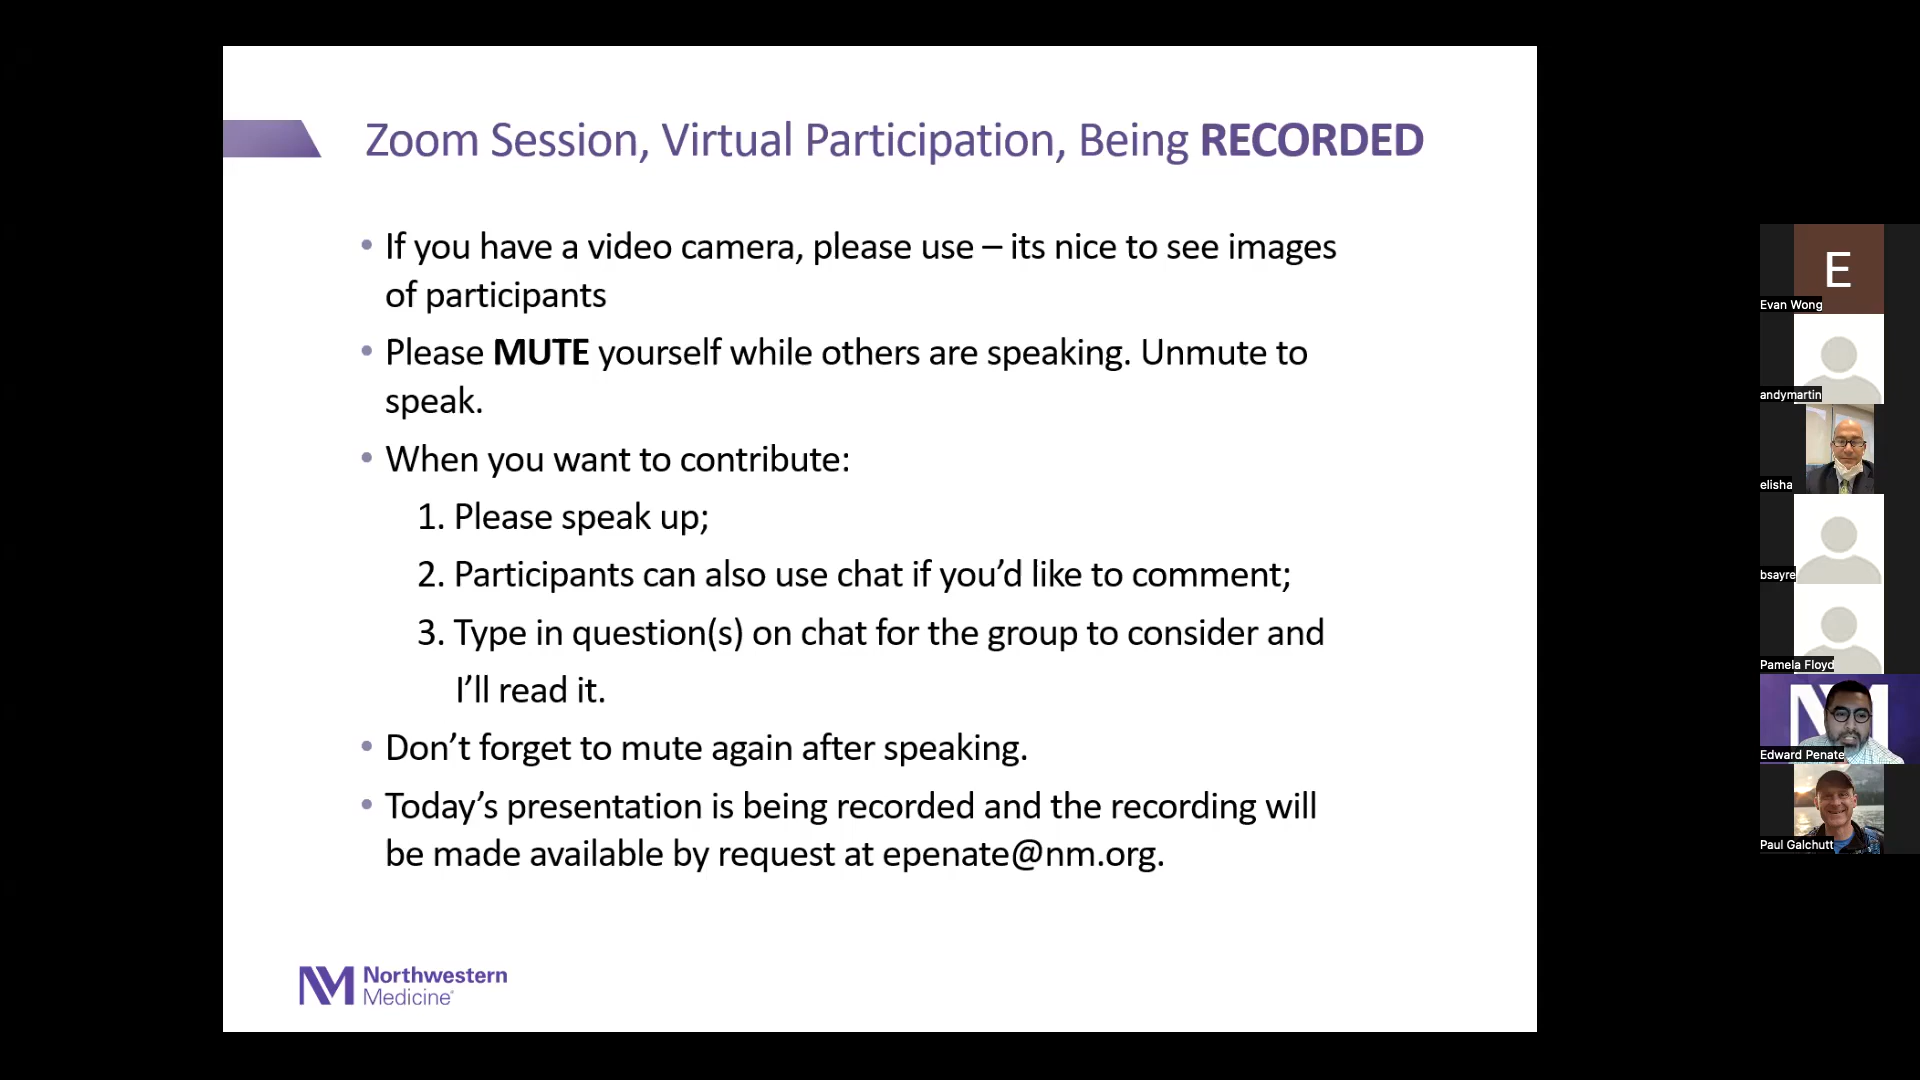 Zoom Session, Virtual Participation, Being RECORDED
• If you have a video camera, please use – its nice to see images
of participants
• Please MUTE yourself while others are speaking. Unmute to
speak.
• When you want to contribute:
1. Please speak up;
2. Participants can also use chat if you’d like to comment;
3. Type in question(s) on chat for the group to consider and
I’ll read it.
• Don’t forget to mute again after speaking.
• Today’s presentation is being recorded and the recording will
be made available by request at epenate@nm.org.
NM Northwestern
Medicine®
E
Evan Wong
andymartin
elisha
bsayre
Pamela Floyd
NM
Edward Penate
Paul Galchutt